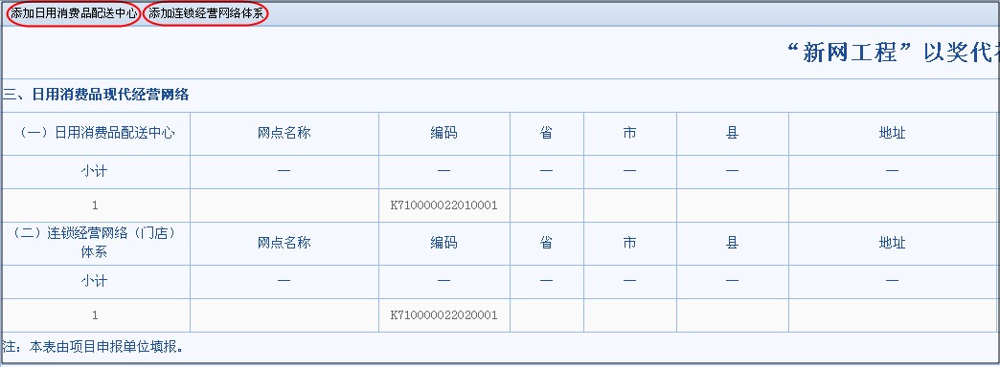 添加日用消费品配送中心 添加连锁经营网络体系
“新网工程”以奖代
三、日用消费品现代经营网络
（一）日用消费品配送中心 网点名称 编码 省 市 县 地址
小计 — — — — — —
1 K710000022010001
（二）连锁经营网络（门店）
体系 网点名称 编码 省 市 县 地址
小计 — — — — — —
1 K710000022020001
注：本表由项目申报单位填报。